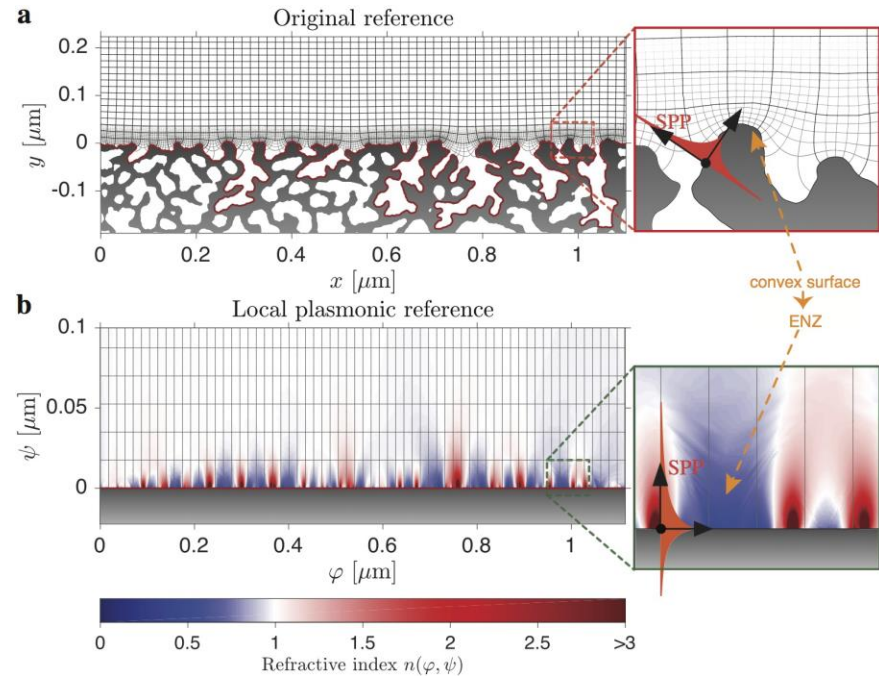 a
Original reference
y [μm]
0.2
0.1
0
-0.1
0
0.2
0.4
0.6
0.8
1
x [μm]
SPP
convex surface
ENZ
b
Local plasmonic reference
ψ [μm]
0.1
0.05
0
0
0.2
0.4
0.6
0.8
1
φ [μm]
SPP
0
0.5
1
1.5
2
2.5
>3
Refractive index n(φ, ψ)